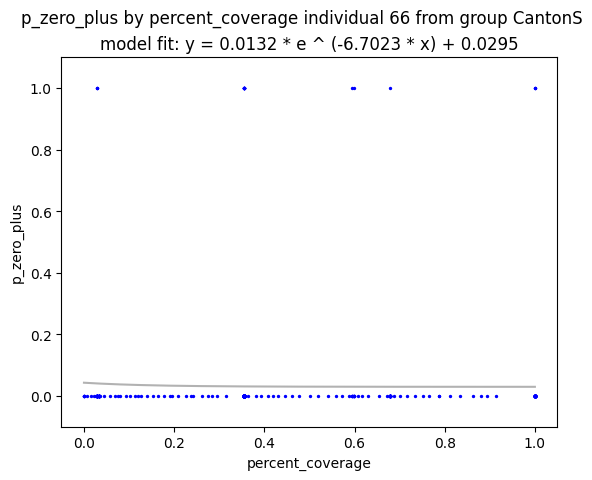 p_zero_plus by percent_coverage individual 66 from group CantonS
model fit: y = 0.0132 * e ^ (-6.7023 * x) + 0.0295
1.0
0.8
0.6
0.4
0.2
0.0
p_zero_plus
0.0 0.2 0.4 0.6 0.8 1.0
percent_coverage